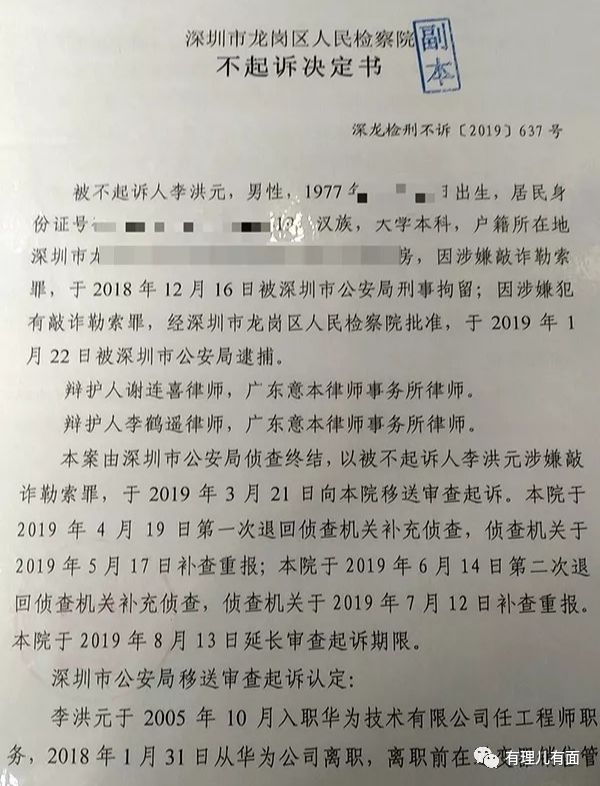 深圳市龙岗区人民检察院
副本
不起诉决定书
深龙检刑不诉〔2019〕637号
被不起诉人李洪元，男性，1977年 日出生，居民身
份证号 汉族，大学本科，户籍所在地
深圳市龙 房，因涉嫌敲诈勒索
罪，于2018年12月16日被深圳市公安局刑事拘留；因涉嫌犯
有敲诈勒索罪，经深圳市龙岗区人民检察院批准，于2019年1
月22日被深圳市公安局逮捕。
辩护人谢连喜律师，广东意本律师事务所律师。
辩护人李鹤遥律师，广东意本律师事务所律师。
本案由深圳市公安局侦查终结，以被不起诉人李洪元涉嫌敲
诈勒索罪，于2019年3月21日向本院移送审查起诉。本院于
2019年4月19日第一次退回侦查机关补充侦查，侦查机关于
2019年5月17日补查重报；本院于2019年6月14日第二次退
回侦查机关补充侦查，侦查机关于2019年7月12日补查重报。
本院于2019年8月13日延长审查起诉期限。
深圳市公安局移送审查起诉认定：
李洪元于2005年10月入职华为技术有限公司任工程师职
务，2018年1月31日从华为公司离职，离职前在 变 管
有理儿有面